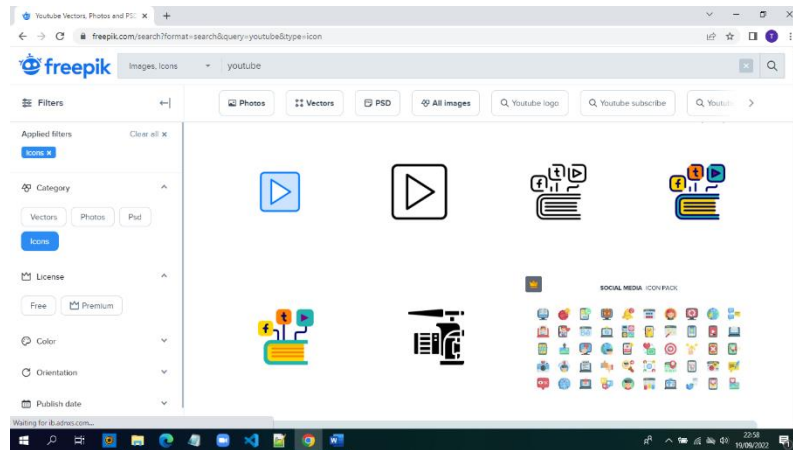 Youtube Vectors, Photos and PSD
freepik.com/search?format=search&query=youtube&type=icon
T
freepik
Images, Icons
youtube
Filters
Photos
Vectors
PSD
All images
Youtube logo
Youtube subscribe
Applied filters
Clear all
Icons
Category
Vectors
Photos
Psd
Icons
License
Free
Premium
Color
Orientation
Publish date
SOCIAL MEDIA ICON PACK
Waiting for ib.adnxs.com...
22:58
19/09/2022